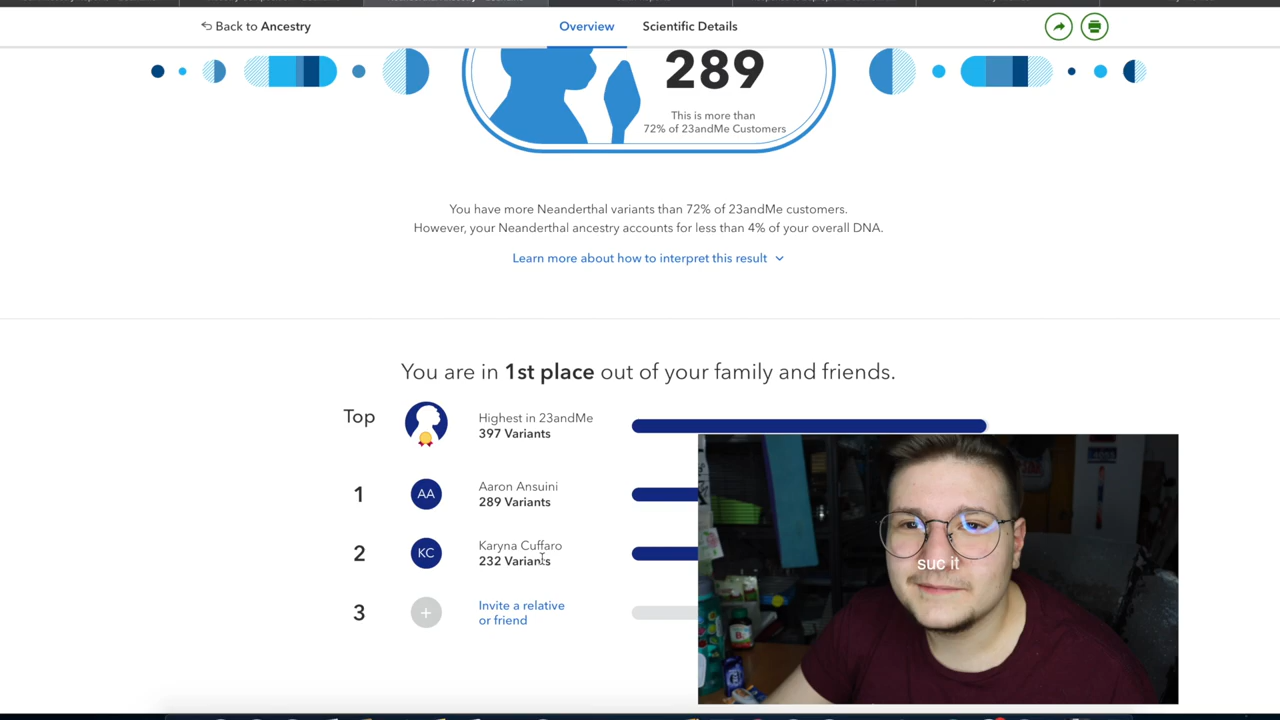 Back to Ancestry
Overview
Scientific Details
289
This is more than
72% of 23andMe Customers
You have more Neanderthal variants than 72% of 23andMe customers.
However, your Neanderthal ancestry accounts for less than 4% of your overall DNA.
Learn more about how to interpret this result
You are in 1st place out of your family and friends.
Top
Highest in 23andMe
397 Variants
1
AA
Aaron Ansuini
289 Variants
2
KC
Karyna Cuffaro
232 Variants
3
+
Invite a relative
or friend
suc it